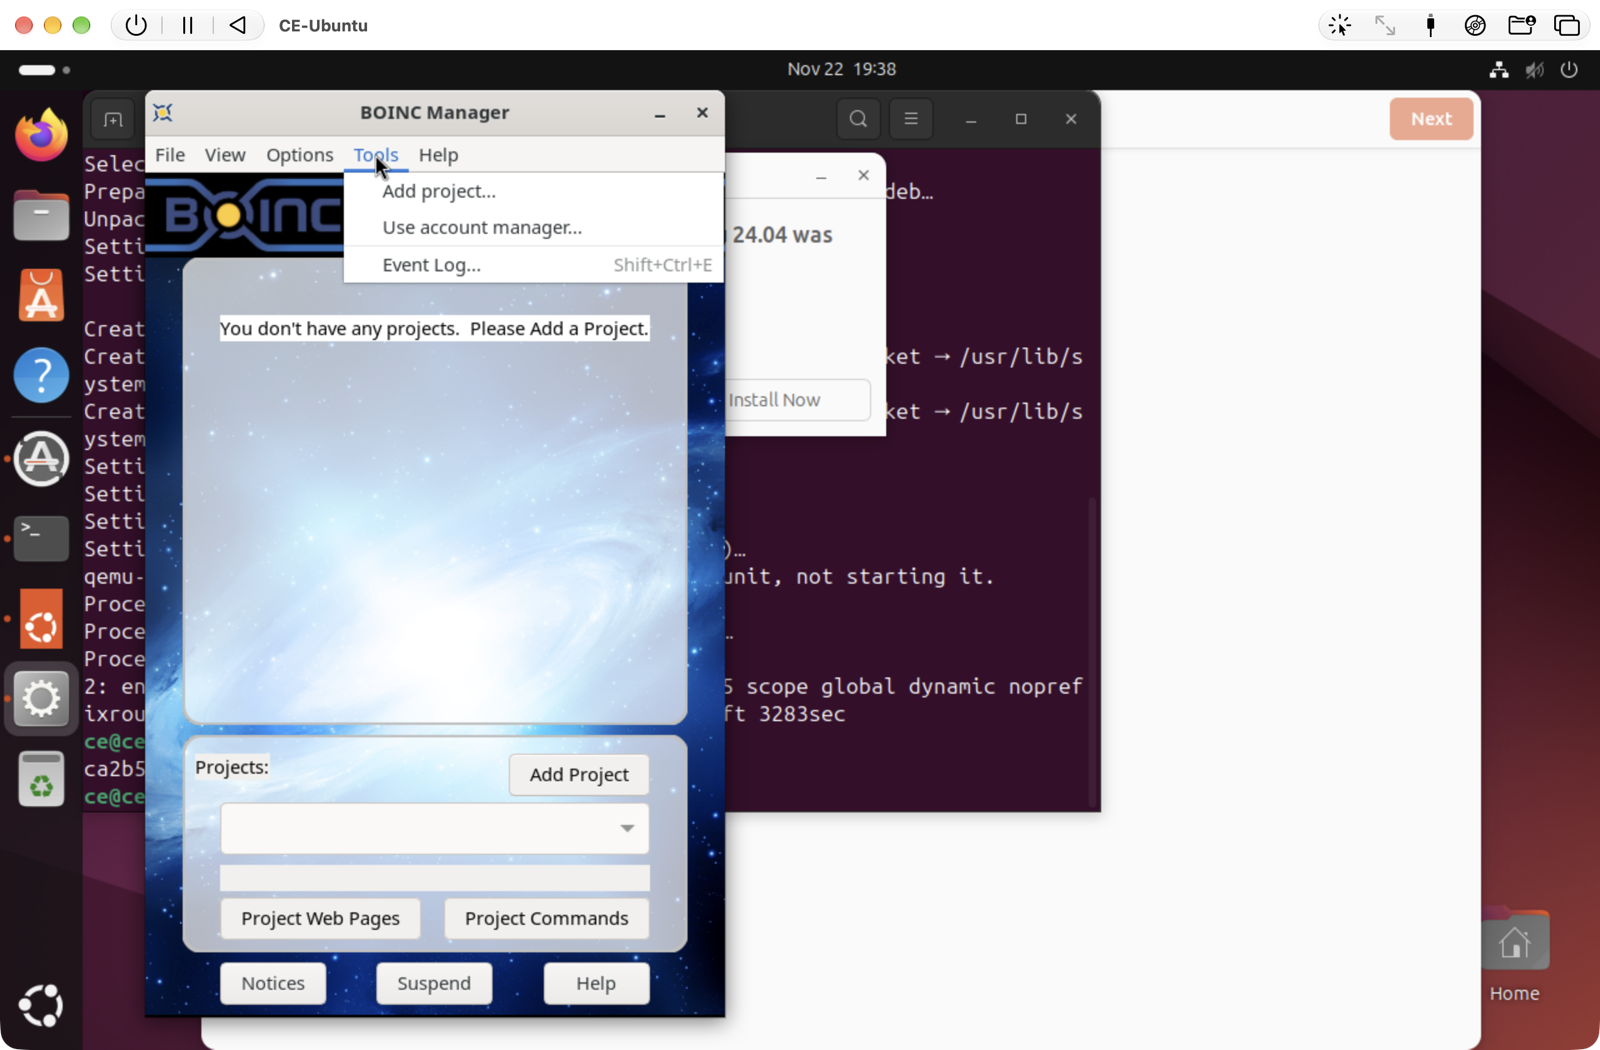 CE-Ubuntu
Nov 22 19:38
BOINC Manager
File View Options Tools Help
Add project...
Use account manager...
Event Log... Shift+Ctrl+E
BOINC
You don't have any projects. Please Add a Project.
Projects:
Add Project
Project Web Pages Project Commands
Notices Suspend Help
Next
24.04 was
Install Now
Selec
Prepa deb…
Unpac
Setti
Setti
Creat
Creat ket → /usr/lib/s
ystem
Creat ket → /usr/lib/s
ystem
Setti
Setti
Setti
Setti )…
qemu- unit, not starting it.
Proce
Proce …
Proce
2: en 5 scope global dynamic nopref
ixrou ft 3283sec
ce@ce
ca2b5
ce@ce
Home